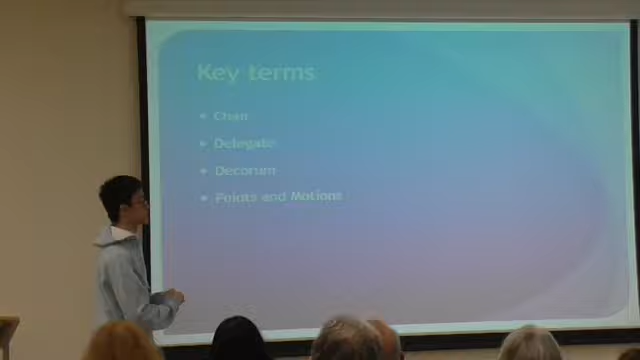 Key terms
• Chair
• Delegate
• Decorum
• Points and Motions